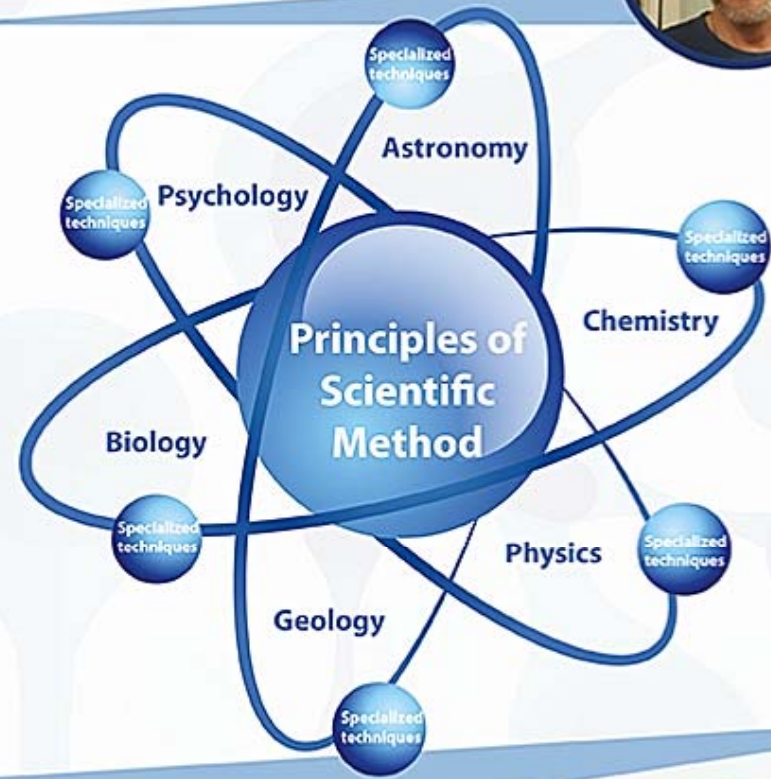 Specialized
techniques
Astronomy
Specialized
techniques
Psychology
Specialized
techniques
Chemistry
Principles of
Scientific
Method
Biology
Specialized
techniques
Physics
Specialized
techniques
Geology
Specialized
techniques